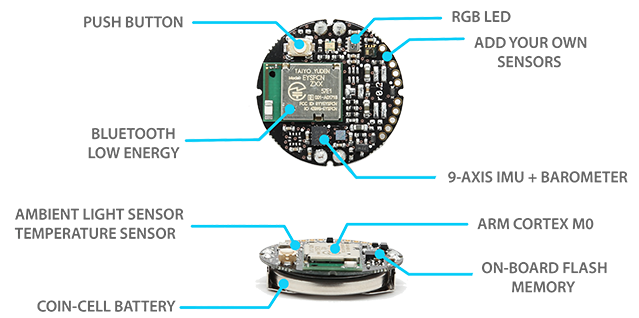 PUSH BUTTON
RGB LED
ADD YOUR OWN
SENSORS
TAIYO YUDEN
EYSFCN
ZXX
BLUETOOTH
LOW ENERGY
9-AXIS IMU + BAROMETER
AMBIENT LIGHT SENSOR
TEMPERATURE SENSOR
ARM CORTEX M0
ON-BOARD FLASH
MEMORY
COIN-CELL BATTERY